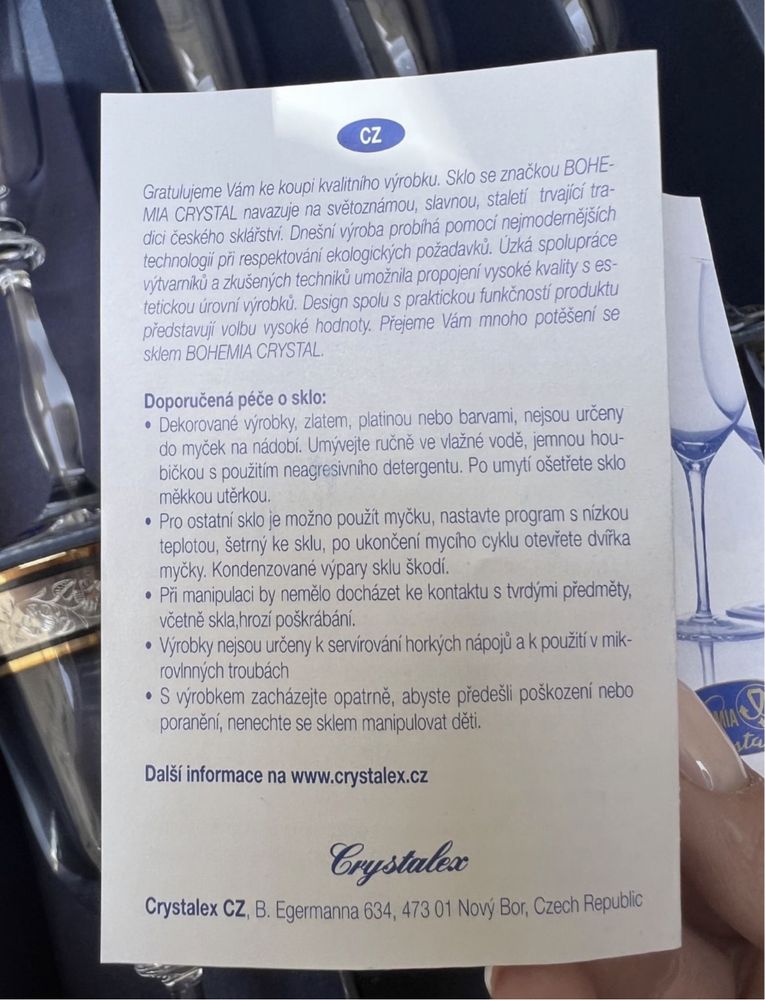 CZ
Gratulujeme Vám ke koupi kvalitního výrobku. Sklo se značkou BOHE-
MIA CRYSTAL navazuje na světoznámou, slavnou, staletí trvající tra-
dici českého sklářství. Dnešní výroba probíhá pomocí nejmodernějších
technologií při respektování ekologických požadavků. Úzká spolupráce
výtvarníků a zkušených techniků umožnila propojení vysoké kvality s es-
tetickou úrovní výrobků. Design spolu s praktickou funkčností produktu
představují volbu vysoké hodnoty. Přejeme Vám mnoho potěšení se
sklem BOHEMIA CRYSTAL.
Doporučená péče o sklo:
• Dekorované výrobky, zlatem, platinou nebo barvami, nejsou určeny
do myček na nádobí. Umývejte ručně ve vlažné vodě, jemnou hou-
bičkou s použitím neagresivního detergentu. Po umytí ošetřete sklo
měkkou utěrkou.
• Pro ostatní sklo je možno použít myčku, nastavte program s nízkou
teplotou, šetrný ke sklu, po ukončení mycího cyklu otevřete dvířka
myčky. Kondenzované výpary sklu škodí.
• Při manipulaci by nemělo docházet ke kontaktu s tvrdými předměty,
včetně skla,hrozí poškrábání.
• Výrobky nejsou určeny k servírování horkých nápojů a k použití v mik-
rovlnných troubách
• S výrobkem zacházejte opatrně, abyste předešli poškození nebo
poranění, nenechte se sklem manipulovat děti.
Další informace na www.crystalex.cz
Crystalex
Crystalex CZ, B. Egermanna 634, 473 01 Nový Bor, Czech Republic